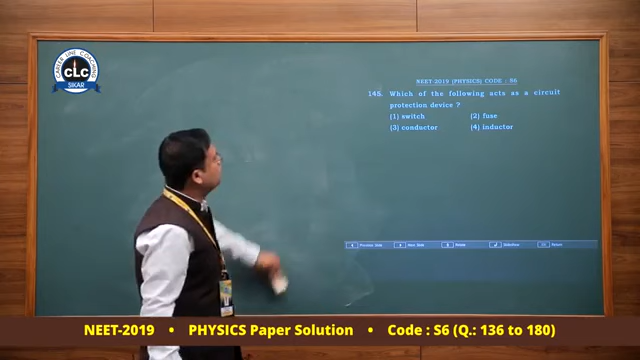 CAREER LINE COACHING
CLC
SIKAR
NEET-2019 (PHYSICS) CODE : S6
145. Which of the following acts as a circuit
protection device ?
(1) switch (2) fuse
(3) conductor (4) inductor
NEET-2019 • PHYSICS Paper Solution • Code : S6 (Q.: 136 to 180)